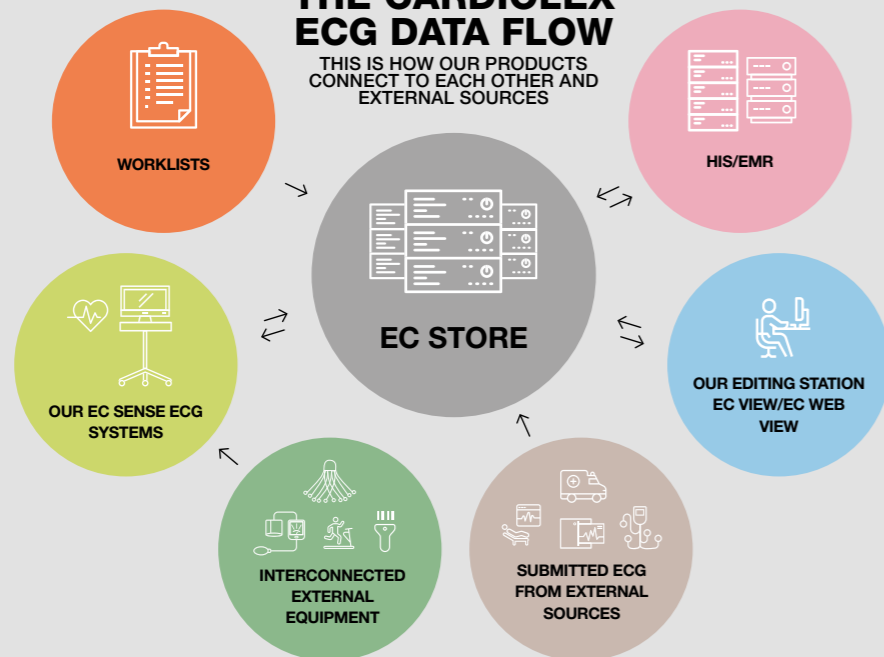 THE CARDIOLEX
ECG DATA FLOW
THIS IS HOW OUR PRODUCTS
CONNECT TO EACH OTHER AND
EXTERNAL SOURCES
WORKLISTS
HIS/EMR
EC STORE
OUR EC SENSE ECG
SYSTEMS
OUR EDITING STATION
EC VIEW/EC WEB
VIEW
INTERCONNECTED
EXTERNAL
EQUIPMENT
SUBMITTED ECG
FROM EXTERNAL
SOURCES